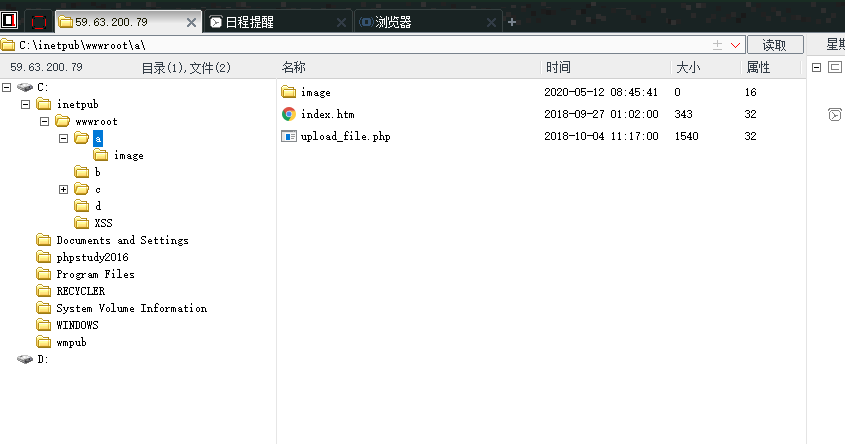 59.63.200.79 日程提醒 浏览器
C:\inetpub\wwwroot\a\ 读取 星期
59.63.200.79 目录(1),文件(2) 名称 时间 大小 属性
C:
inetpub
wwwroot
a
image
b
c
d
XSS
Documents and Settings
phpstudy2016
Program Files
RECYCLER
System Volume Information
WINDOWS
wmpub
D:
image 2020-05-12 08:45:41 0 16
index.htm 2018-09-27 01:02:00 343 32
upload_file.php 2018-10-04 11:17:00 1540 32